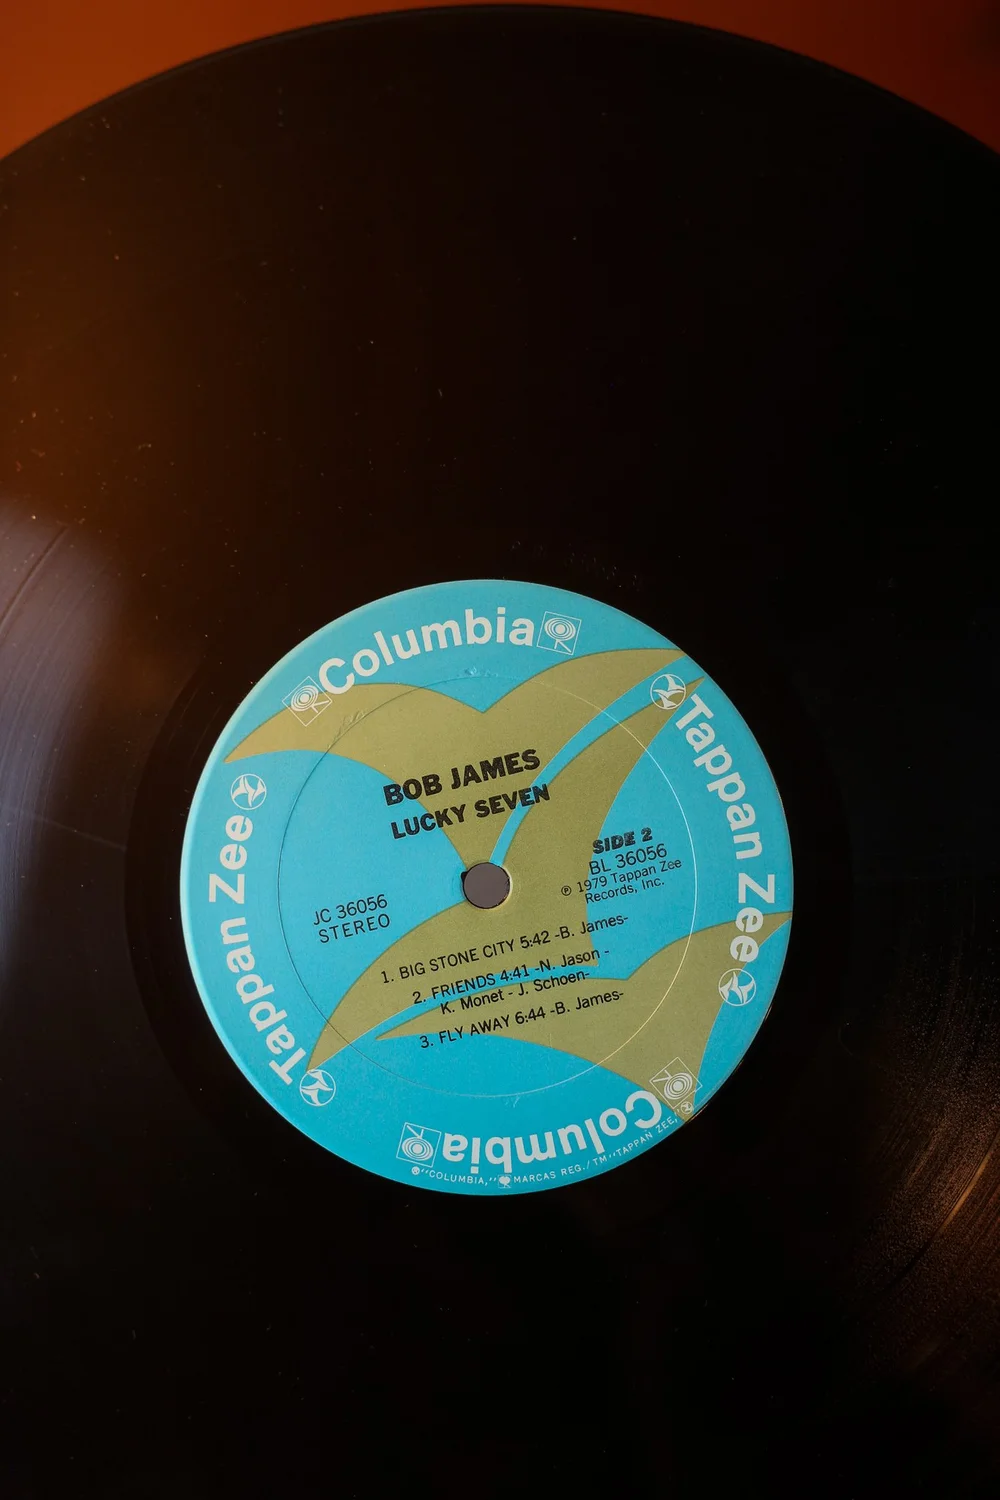 Columbia
Tappan Zee
BOB JAMES
LUCKY SEVEN
SIDE 2
BL 36056
℗ 1979 Tappan Zee
Records, Inc.
JC 36056
STEREO
1. BIG STONE CITY 5:42 -B. James-
2. FRIENDS 4:41 -N. Jason -
K. Monet - J. Schoen-
3. FLY AWAY 6:44 -B. James-
Tappan Zee
Columbia
® "COLUMBIA," MARCAS REG./TM "TAPPAN ZEE,"